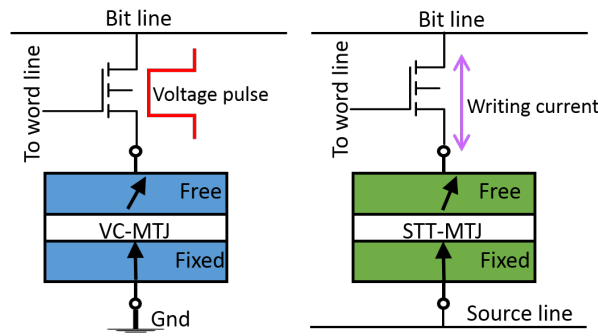 Bit line
To word line
Voltage pulse
Free
VC-MTJ
Fixed
Gnd
Bit line
To word line
Writing current
Free
STT-MTJ
Fixed
Source line